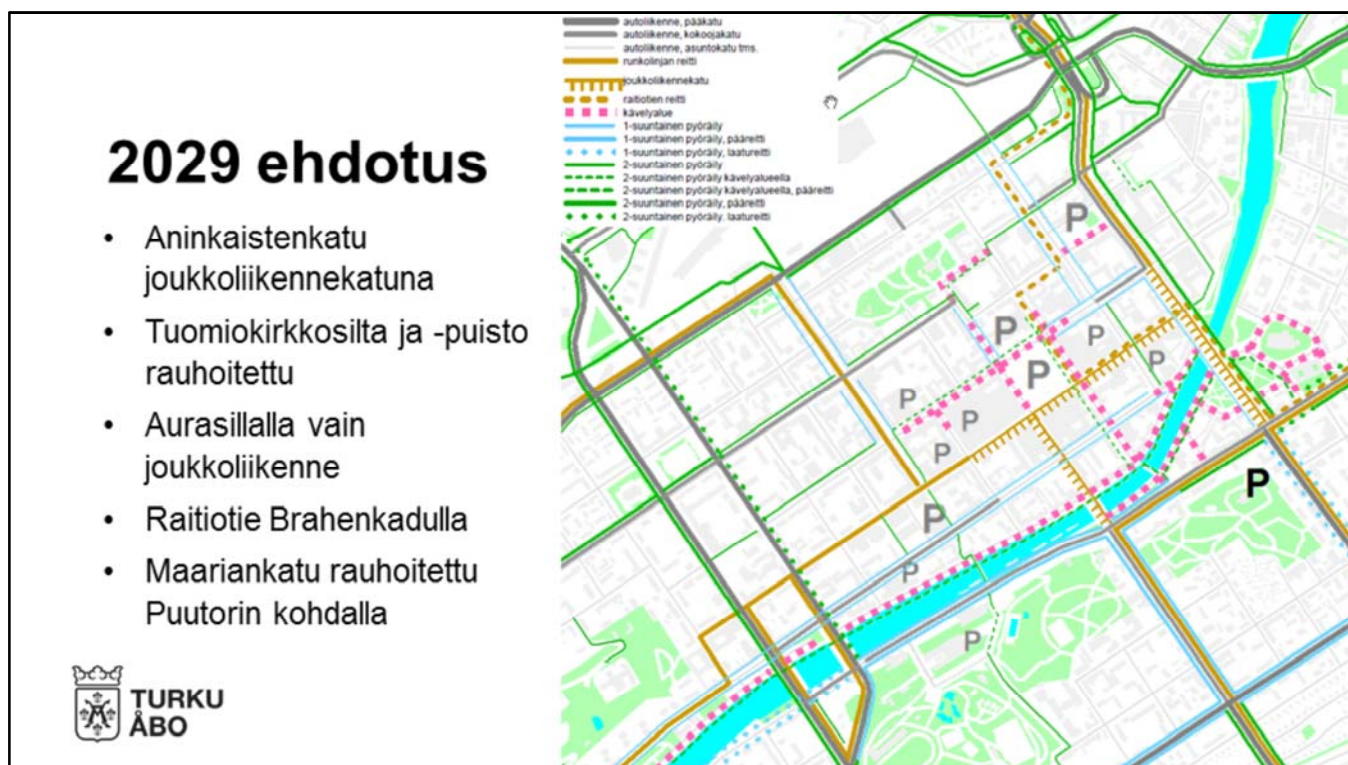 2029 ehdotus
• Aninkaistenkatu
joukkoliikennekatuna
• Tuomiokirkkosilta ja -puisto
rauhoitettu
• Aurasillalla vain
joukkoliikenne
• Raitiotie Brahenkadulla
• Maariankatu rauhoitettu
Puutorin kohdalla
TURKU
ÅBO
autoliikenne, pääkatu
autoliikenne, kokoojakatu
autoliikenne, asuntokatu tms.
runkolinjan reitti
joukkoliikennekatu
raitiotien reitti
kävelyalue
1-suuntainen pyöräily
1-suuntainen pyöräily, pääreitti
1-suuntainen pyöräily, laatureitti
2-suuntainen pyöräily
2-suuntainen pyöräily kävelyalueella
2-suuntainen pyöräily kävelyalueella, pääreitti
2-suuntainen pyöräily, pääreitti
2-suuntainen pyöräily, laatureitti
P
P
P
P
P
P
P
P
P
P
P
P